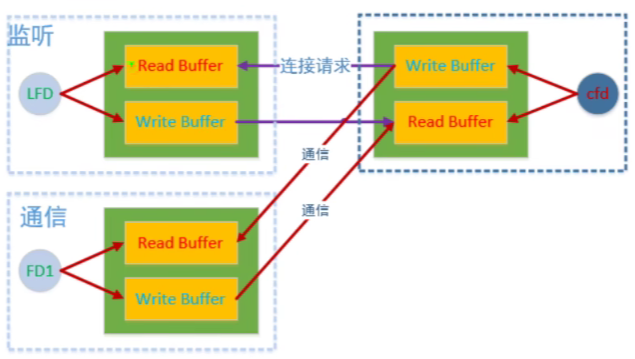 监听
LFD
Read Buffer
Write Buffer
连接请求
Write Buffer
Read Buffer
cfd
通信
通信
通信
FD1
Read Buffer
Write Buffer